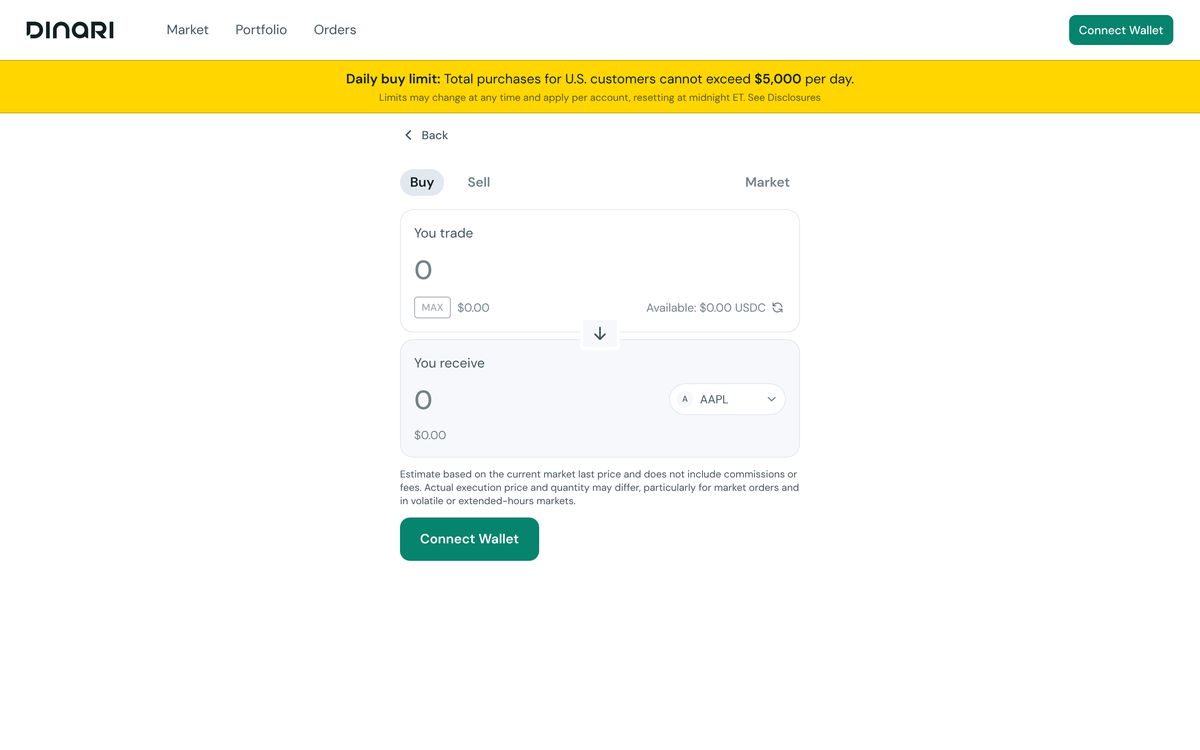 DINARI
Market
Portfolio
Orders
Connect Wallet
Daily buy limit: Total purchases for U.S. customers cannot exceed $5,000 per day.
Limits may change at any time and apply per account, resetting at midnight ET. See Disclosures
Back
Buy
Sell
Market
You trade
0
MAX
$0.00
Available: $0.00 USDC
You receive
0
A
AAPL
$0.00
Estimate based on the current market last price and does not include commissions or
fees. Actual execution price and quantity may differ, particularly for market orders and
in volatile or extended-hours markets.
Connect Wallet